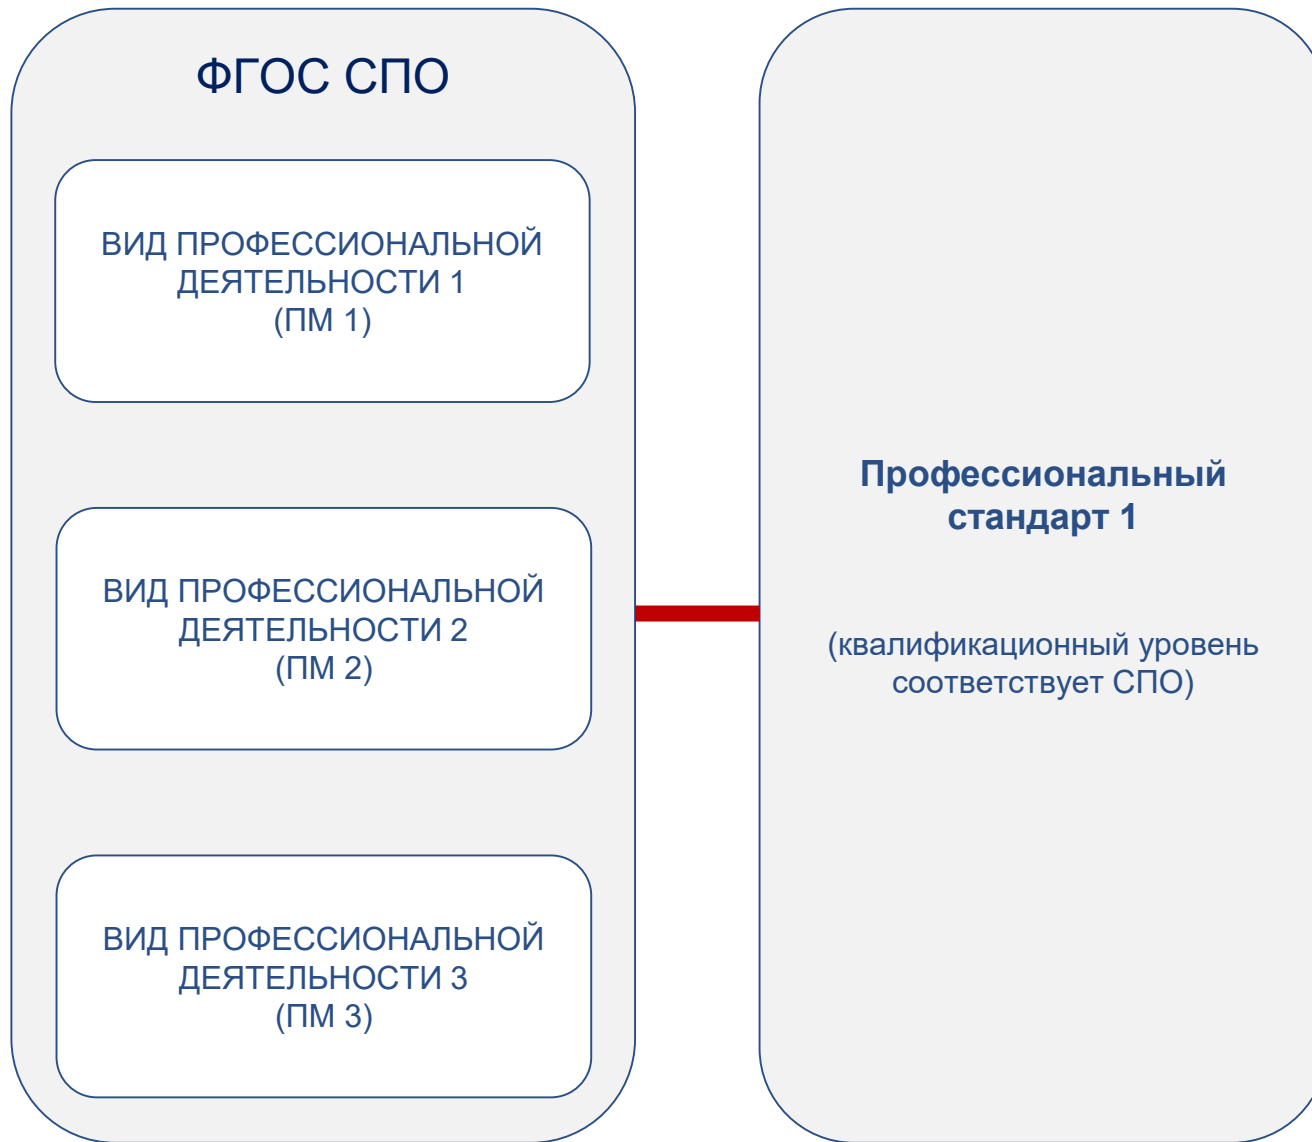 ФГОС СПО
ВИД ПРОФЕССИОНАЛЬНОЙ
ДЕЯТЕЛЬНОСТИ 1
(ПМ 1)
ВИД ПРОФЕССИОНАЛЬНОЙ
ДЕЯТЕЛЬНОСТИ 2
(ПМ 2)
ВИД ПРОФЕССИОНАЛЬНОЙ
ДЕЯТЕЛЬНОСТИ 3
(ПМ 3)
Профессиональный
стандарт 1
(квалификационный уровень
соответствует СПО)